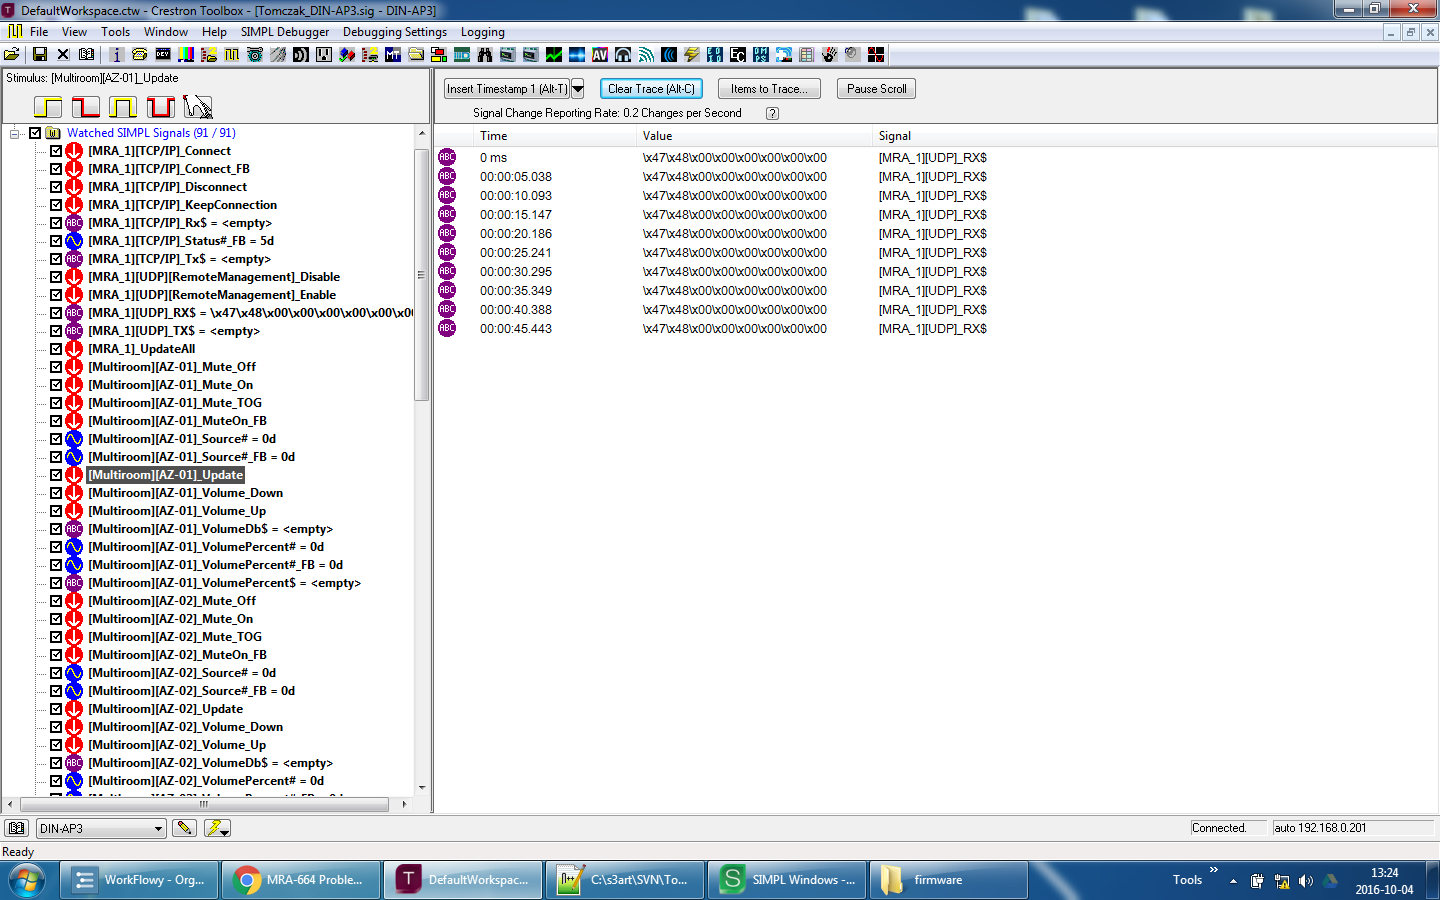 DefaultWorkspace.ctw - Crestron Toolbox - [Tomczak_DIN-AP3.sig - DIN-AP3]
File View Tools Window Help SIMPL Debugger Debugging Settings Logging
Stimulus: [Multiroom][AZ-01]_Update
Insert Timestamp 1 (Alt-T) Clear Trace (Alt-C) Items to Trace... Pause Scroll
Signal Change Reporting Rate: 0.2 Changes per Second ?
Watched SIMPL Signals (91 / 91)
[MRA_1][TCP/IP]_Connect
[MRA_1][TCP/IP]_Connect_FB
[MRA_1][TCP/IP]_Disconnect
[MRA_1][TCP/IP]_KeepConnection
[MRA_1][TCP/IP]_Rx$ = <empty>
[MRA_1][TCP/IP]_Status#_FB = 5d
[MRA_1][TCP/IP]_Tx$ = <empty>
[MRA_1][UDP][RemoteManagement]_Disable
[MRA_1][UDP][RemoteManagement]_Enable
[MRA_1][UDP]_RX$ = \x47\x48\x00\x00\x00\x00\x00\x0
[MRA_1][UDP]_TX$ = <empty>
[MRA_1]_UpdateAll
[Multiroom][AZ-01]_Mute_Off
[Multiroom][AZ-01]_Mute_On
[Multiroom][AZ-01]_Mute_TOG
[Multiroom][AZ-01]_MuteOn_FB
[Multiroom][AZ-01]_Source# = 0d
[Multiroom][AZ-01]_Source#_FB = 0d
[Multiroom][AZ-01]_Update
[Multiroom][AZ-01]_Volume_Down
[Multiroom][AZ-01]_Volume_Up
[Multiroom][AZ-01]_VolumeDb$ = <empty>
[Multiroom][AZ-01]_VolumePercent# = 0d
[Multiroom][AZ-01]_VolumePercent#_FB = 0d
[Multiroom][AZ-01]_VolumePercent$ = <empty>
[Multiroom][AZ-02]_Mute_Off
[Multiroom][AZ-02]_Mute_On
[Multiroom][AZ-02]_Mute_TOG
[Multiroom][AZ-02]_MuteOn_FB
[Multiroom][AZ-02]_Source# = 0d
[Multiroom][AZ-02]_Source#_FB = 0d
[Multiroom][AZ-02]_Update
[Multiroom][AZ-02]_Volume_Down
[Multiroom][AZ-02]_Volume_Up
[Multiroom][AZ-02]_VolumeDb$ = <empty>
[Multiroom][AZ-02]_VolumePercent# = 0d
Time Value Signal
ABC 0 ms \x47\x48\x00\x00\x00\x00\x00\x00 [MRA_1][UDP]_RX$
ABC 00:00:05.038 \x47\x48\x00\x00\x00\x00\x00\x00 [MRA_1][UDP]_RX$
ABC 00:00:10.093 \x47\x48\x00\x00\x00\x00\x00\x00 [MRA_1][UDP]_RX$
ABC 00:00:15.147 \x47\x48\x00\x00\x00\x00\x00\x00 [MRA_1][UDP]_RX$
ABC 00:00:20.186 \x47\x48\x00\x00\x00\x00\x00\x00 [MRA_1][UDP]_RX$
ABC 00:00:25.241 \x47\x48\x00\x00\x00\x00\x00\x00 [MRA_1][UDP]_RX$
ABC 00:00:30.295 \x47\x48\x00\x00\x00\x00\x00\x00 [MRA_1][UDP]_RX$
ABC 00:00:35.349 \x47\x48\x00\x00\x00\x00\x00\x00 [MRA_1][UDP]_RX$
ABC 00:00:40.388 \x47\x48\x00\x00\x00\x00\x00\x00 [MRA_1][UDP]_RX$
ABC 00:00:45.443 \x47\x48\x00\x00\x00\x00\x00\x00 [MRA_1][UDP]_RX$
DIN-AP3 Connected. auto 192.168.0.201
Ready
WorkFlowy - Org... MRA-664 Proble... DefaultWorkspac... C:\s3art\SVN\To... SIMPL Windows -... firmware Tools » 13:24
2016-10-04